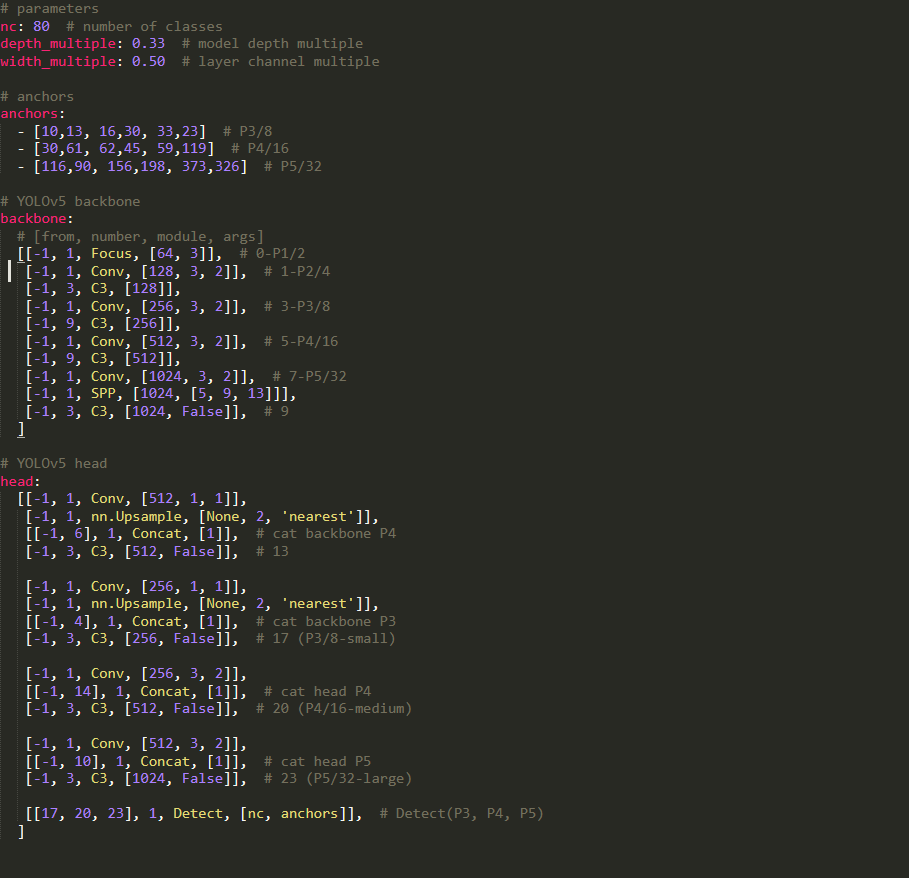 # parameters
nc: 80  # number of classes
depth_multiple: 0.33  # model depth multiple
width_multiple: 0.50  # layer channel multiple

# anchors
anchors:
  - [10,13, 16,30, 33,23]  # P3/8
  - [30,61, 62,45, 59,119]  # P4/16
  - [116,90, 156,198, 373,326]  # P5/32

# YOLOv5 backbone
backbone:
  # [from, number, module, args]
  [[-1, 1, Focus, [64, 3]],  # 0-P1/2
   [-1, 1, Conv, [128, 3, 2]],  # 1-P2/4
   [-1, 3, C3, [128]],
   [-1, 1, Conv, [256, 3, 2]],  # 3-P3/8
   [-1, 9, C3, [256]],
   [-1, 1, Conv, [512, 3, 2]],  # 5-P4/16
   [-1, 9, C3, [512]],
   [-1, 1, Conv, [1024, 3, 2]],  # 7-P5/32
   [-1, 1, SPP, [1024, [5, 9, 13]]],
   [-1, 3, C3, [1024, False]],  # 9
  ]

# YOLOv5 head
head:
  [[-1, 1, Conv, [512, 1, 1]],
   [-1, 1, nn.Upsample, [None, 2, 'nearest']],
   [[-1, 6], 1, Concat, [1]],  # cat backbone P4
   [-1, 3, C3, [512, False]],  # 13

   [-1, 1, Conv, [256, 1, 1]],
   [-1, 1, nn.Upsample, [None, 2, 'nearest']],
   [[-1, 4], 1, Concat, [1]],  # cat backbone P3
   [-1, 3, C3, [256, False]],  # 17 (P3/8-small)

   [-1, 1, Conv, [256, 3, 2]],
   [[-1, 14], 1, Concat, [1]],  # cat head P4
   [-1, 3, C3, [512, False]],  # 20 (P4/16-medium)

   [-1, 1, Conv, [512, 3, 2]],
   [[-1, 10], 1, Concat, [1]],  # cat head P5
   [-1, 3, C3, [1024, False]],  # 23 (P5/32-large)

   [[17, 20, 23], 1, Detect, [nc, anchors]],  # Detect(P3, P4, P5)
  ]